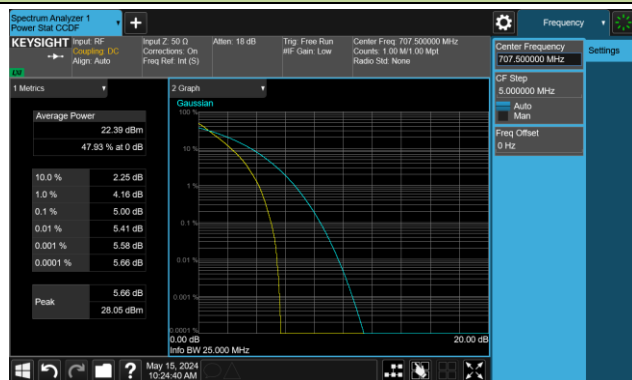 Spectrum Analyzer 1
Power Stat CCDF
Frequency
KEYSIGHT
Input: RF
Coupling: DC
Align: Auto
Input Z: 50 Ω
Corrections: On
Freq Ref: Int (S)
Atten: 18 dB
Trig: Free Run
#IF Gain: Low
Center Freq: 707.500000 MHz
Counts: 1.00 M/1.00 Mpt
Radio Std: None
LW
Center Frequency
707.500000 MHz
Settings
CF Step
5.000000 MHz
Auto
Man
Freq Offset
0 Hz
1 Metrics
Average Power
22.39 dBm
47.93 % at 0 dB
10.0 % 2.25 dB
1.0 % 4.16 dB
0.1 % 5.00 dB
0.01 % 5.41 dB
0.001 % 5.58 dB
0.0001 % 5.66 dB
Peak
5.66 dB
28.05 dBm
2 Graph
Gaussian
100 %
10 %
1 %
0.1 %
0.01 %
0.001 %
0.0001 %
0.00 dB
20.00 dB
Info BW 25.000 MHz
?
May 15, 2024
10:24:40 AM